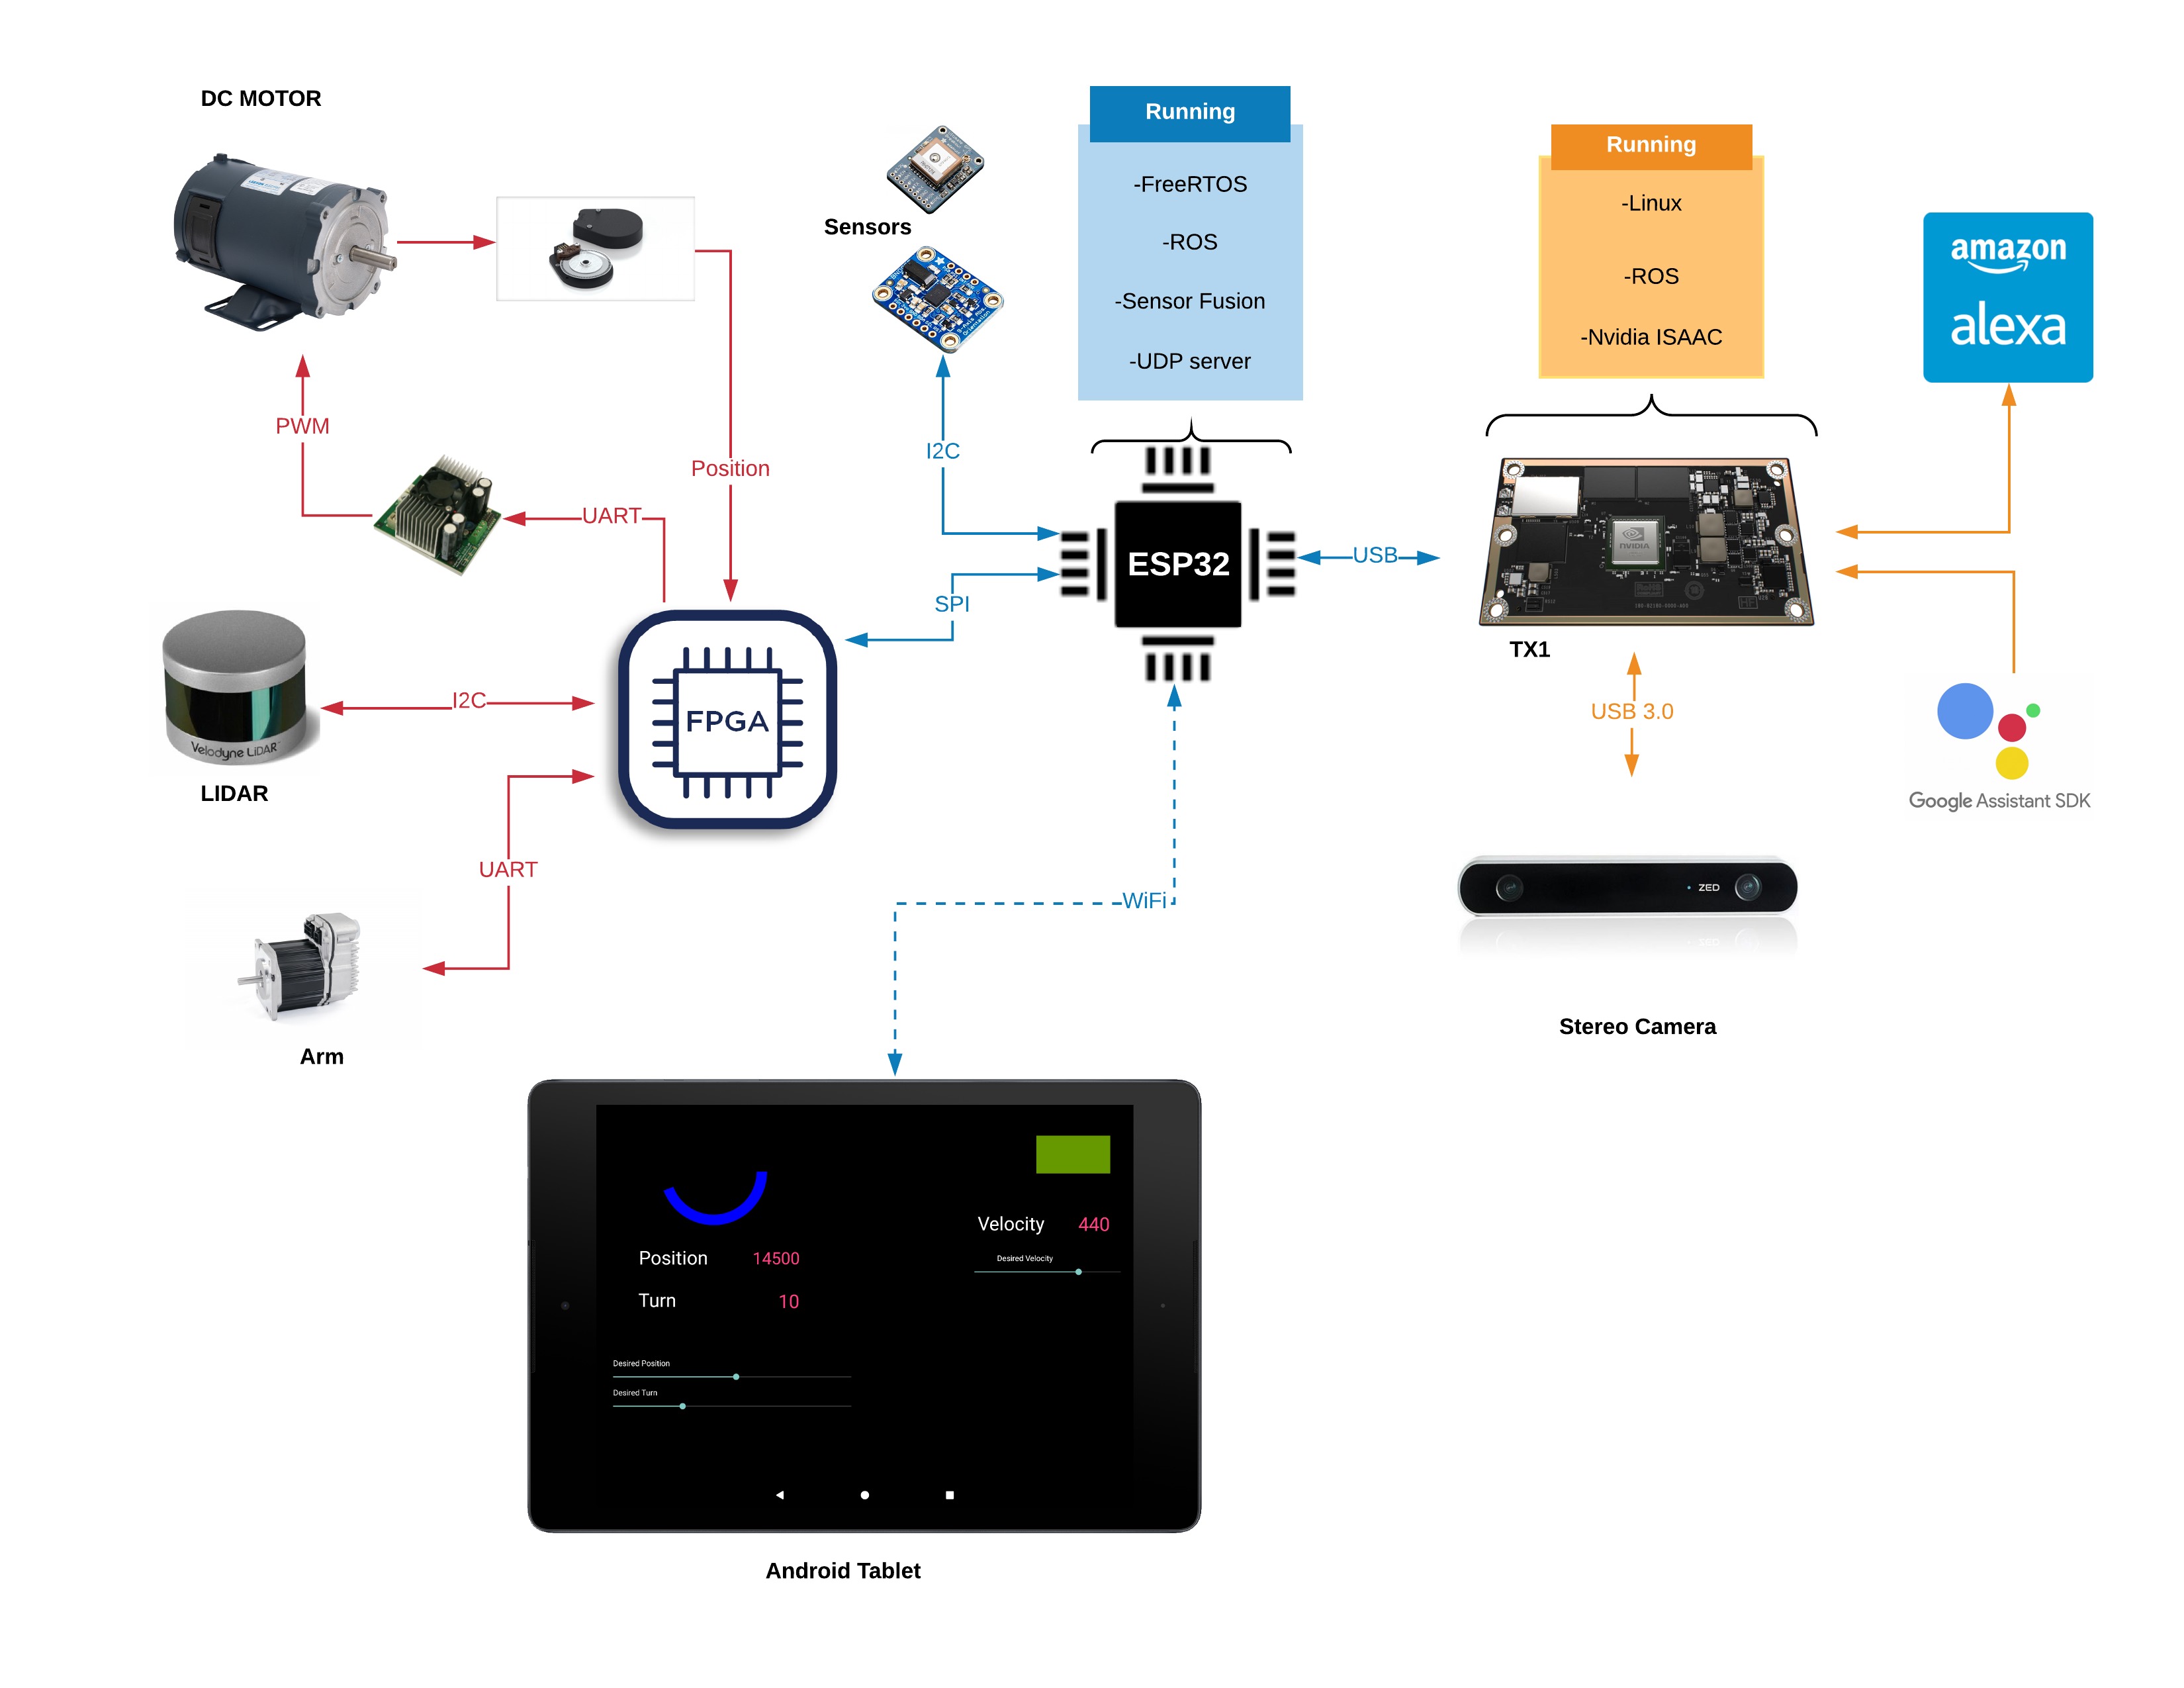 DC MOTOR
Running
Running
-FreeRTOS
-Linux
Sensors
-ROS
amazon
-ROS
-Sensor Fusion
alexa
-Nvidia ISAAC
-UDP server
PWM
I2C
Position
UART
NVIDIA
USB
ESP32
SPI
TX1
I2C
FPGA
USB 3.0
Velodyne LiDAR
LIDAR
Google Assistant SDK
UART
ZED
WiFi
Stereo Camera
Arm
Velocity 440
Position 14500
Desired Velocity
Turn 10
Desired Position
Desired Turn
Android Tablet